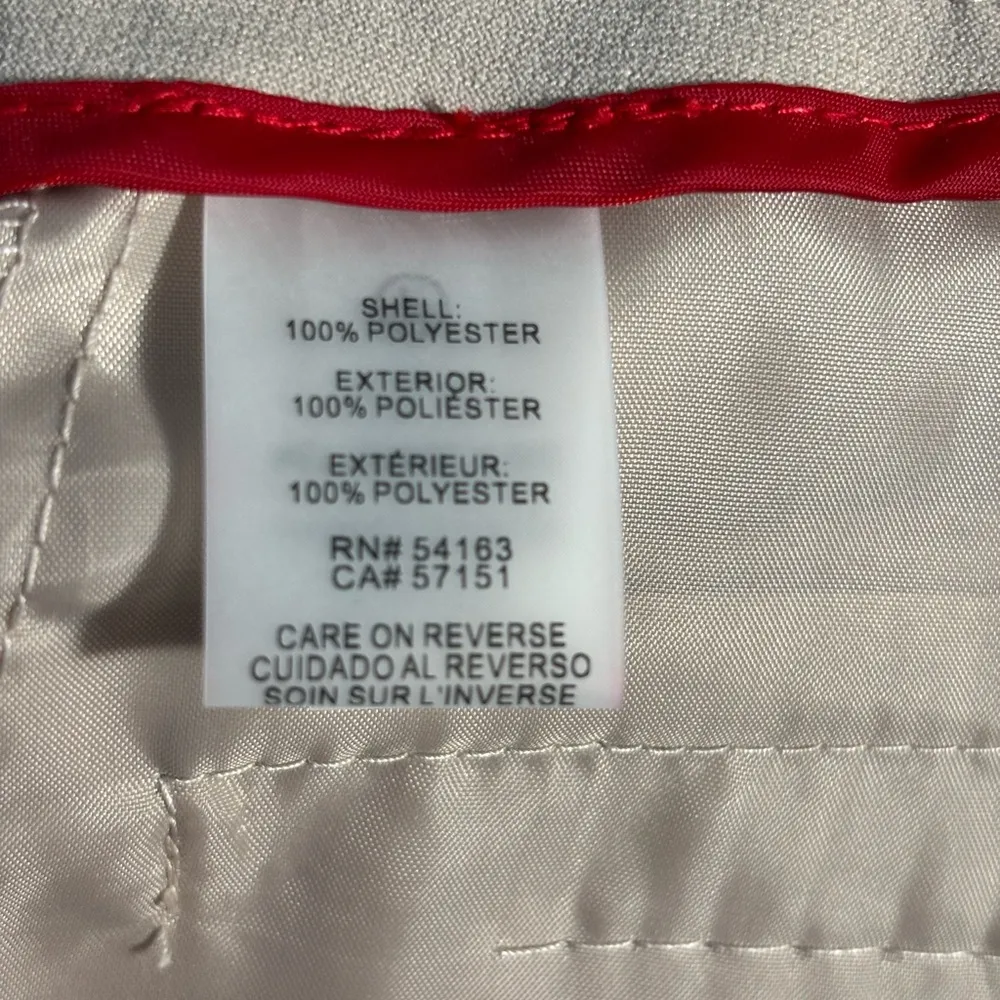 SHELL:
100% POLYESTER
EXTERIOR:
100% POLIÉSTER
EXTÉRIEUR:
100% POLYESTER
RN# 54163
CA# 57151
CARE ON REVERSE
CUIDADO AL REVERSO
SOIN SUR L'INVERSE